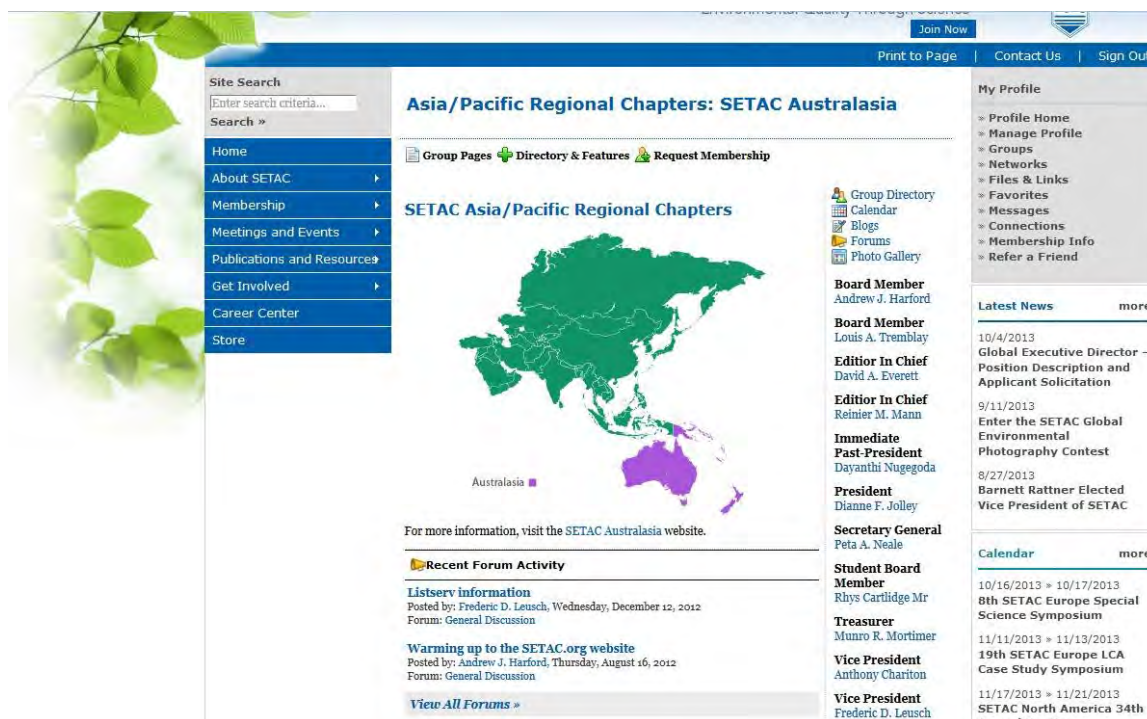 Environmental Quality Through Science
Join Now
Print to Page | Contact Us | Sign Out
Site Search
Enter search criteria...
Search »
Home
About SETAC
Membership
Meetings and Events
Publications and Resources
Get Involved
Career Center
Store
Asia/Pacific Regional Chapters: SETAC Australasia
Group Pages Directory & Features Request Membership
SETAC Asia/Pacific Regional Chapters
Australasia
For more information, visit the SETAC Australasia website.
Recent Forum Activity
Listserv information
Posted by: Frederic D. Leusch, Wednesday, December 12, 2012
Forum: General Discussion
Warming up to the SETAC.org website
Posted by: Andrew J. Harford, Thursday, August 16, 2012
Forum: General Discussion
View All Forums »
Group Directory
Calendar
Blogs
Forums
Photo Gallery
Board Member
Andrew J. Harford
Board Member
Louis A. Tremblay
Editior In Chief
David A. Everett
Editior In Chief
Reinier M. Mann
Immediate
Past-President
Dayanthi Nugegoda
President
Dianne F. Jolley
Secretary General
Peta A. Neale
Student Board
Member
Rhys Cartlidge Mr
Treasurer
Munro R. Mortimer
Vice President
Anthony Chariton
Vice President
Frederic D. Leusch
My Profile
» Profile Home
» Manage Profile
» Groups
» Networks
» Files & Links
» Favorites
» Messages
» Connections
» Membership Info
» Refer a Friend
Latest News more
10/4/2013
Global Executive Director -
Position Description and
Applicant Solicitation
9/11/2013
Enter the SETAC Global
Environmental
Photography Contest
8/27/2013
Barnett Rattner Elected
Vice President of SETAC
Calendar more
10/16/2013 » 10/17/2013
8th SETAC Europe Special
Science Symposium
11/11/2013 » 11/13/2013
19th SETAC Europe LCA
Case Study Symposium
11/17/2013 » 11/21/2013
SETAC North America 34th